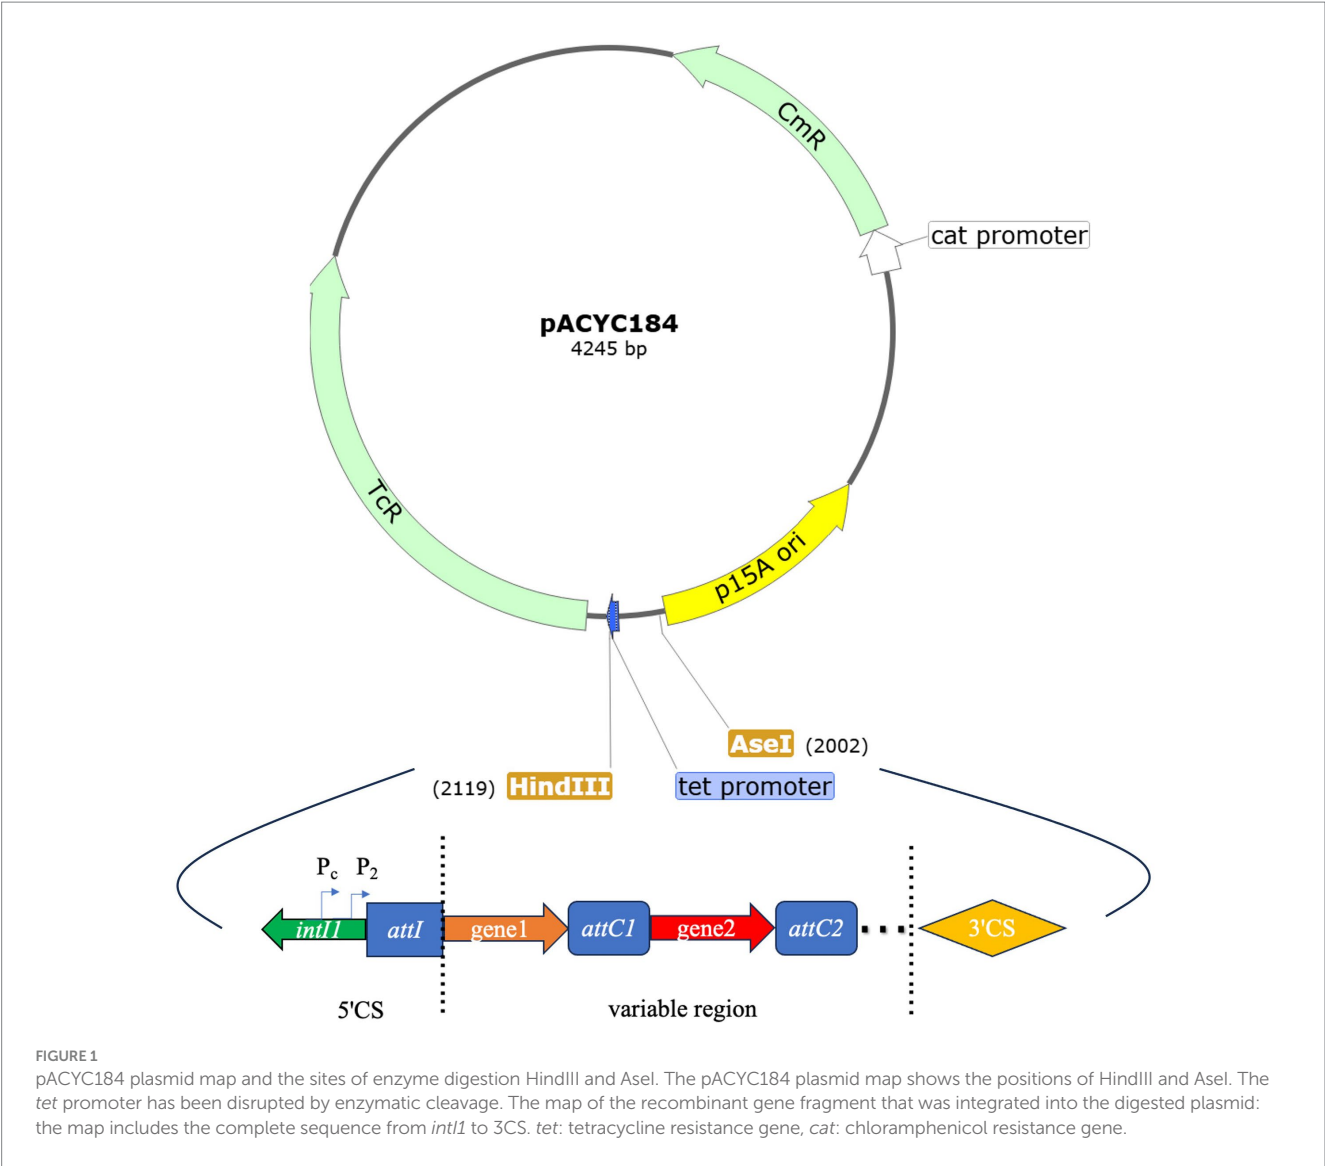 CmR
cat promoter
pACYC184
4245 bp
TcR
p15A ori
AseI (2002)
(2119) HindIII
tet promoter
Pc P2
intI1 attI gene1 attC1 gene2 attC2 3'CS
5'CS variable region
FIGURE 1
pACYC184 plasmid map and the sites of enzyme digestion HindIII and AseI. The pACYC184 plasmid map shows the positions of HindIII and AseI. The
tet promoter has been disrupted by enzymatic cleavage. The map of the recombinant gene fragment that was integrated into the digested plasmid:
the map includes the complete sequence from intI1 to 3CS. tet: tetracycline resistance gene, cat: chloramphenicol resistance gene.